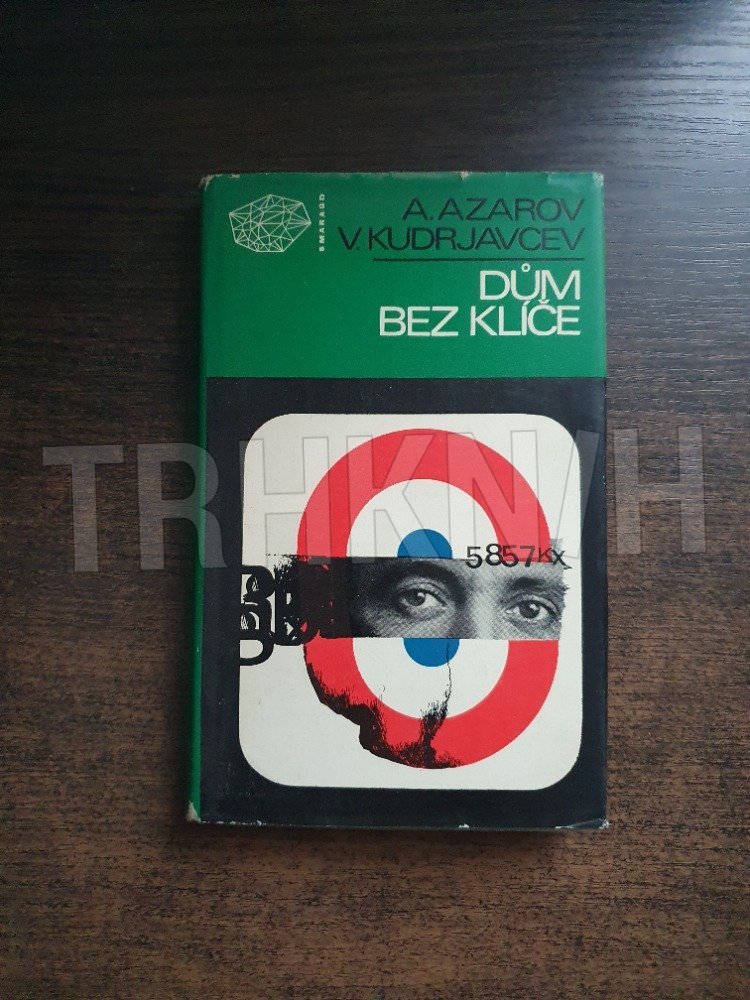 SMARAGD
A. AZAROV
V. KUDRJAVCEV
DŮM
BEZ KLÍČE
TRHKNIH
5857Kx